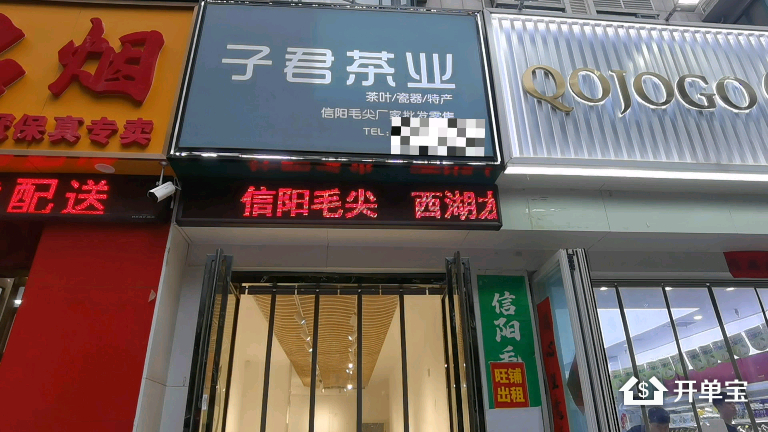 烟
保真专卖
配送
子君茶业
茶叶/瓷器/特产
信阳毛尖厂家批发零售
TEL:
信阳毛尖 西湖龙
QOJOGO
信阳毛
旺铺
出租
开单宝